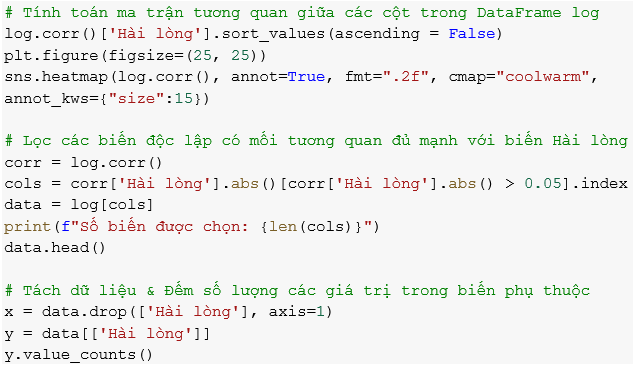 # Tính toán ma trận tương quan giữa các cột trong DataFrame log
log.corr()['Hài lòng'].sort_values(ascending = False)
plt.figure(figsize=(25, 25))
sns.heatmap(log.corr(), annot=True, fmt=".2f", cmap="coolwarm",
annot_kws={"size":15})
# Lọc các biến độc lập có mối tương quan đủ mạnh với biến Hài lòng
corr = log.corr()
cols = corr['Hài lòng'].abs()[corr['Hài lòng'].abs() > 0.05].index
data = log[cols]
print(f"Số biến được chọn: {len(cols)}")
data.head()
# Tách dữ liệu & Đếm số lượng các giá trị trong biến phụ thuộc
x = data.drop(['Hài lòng'], axis=1)
y = data[['Hài lòng']]
y.value_counts()